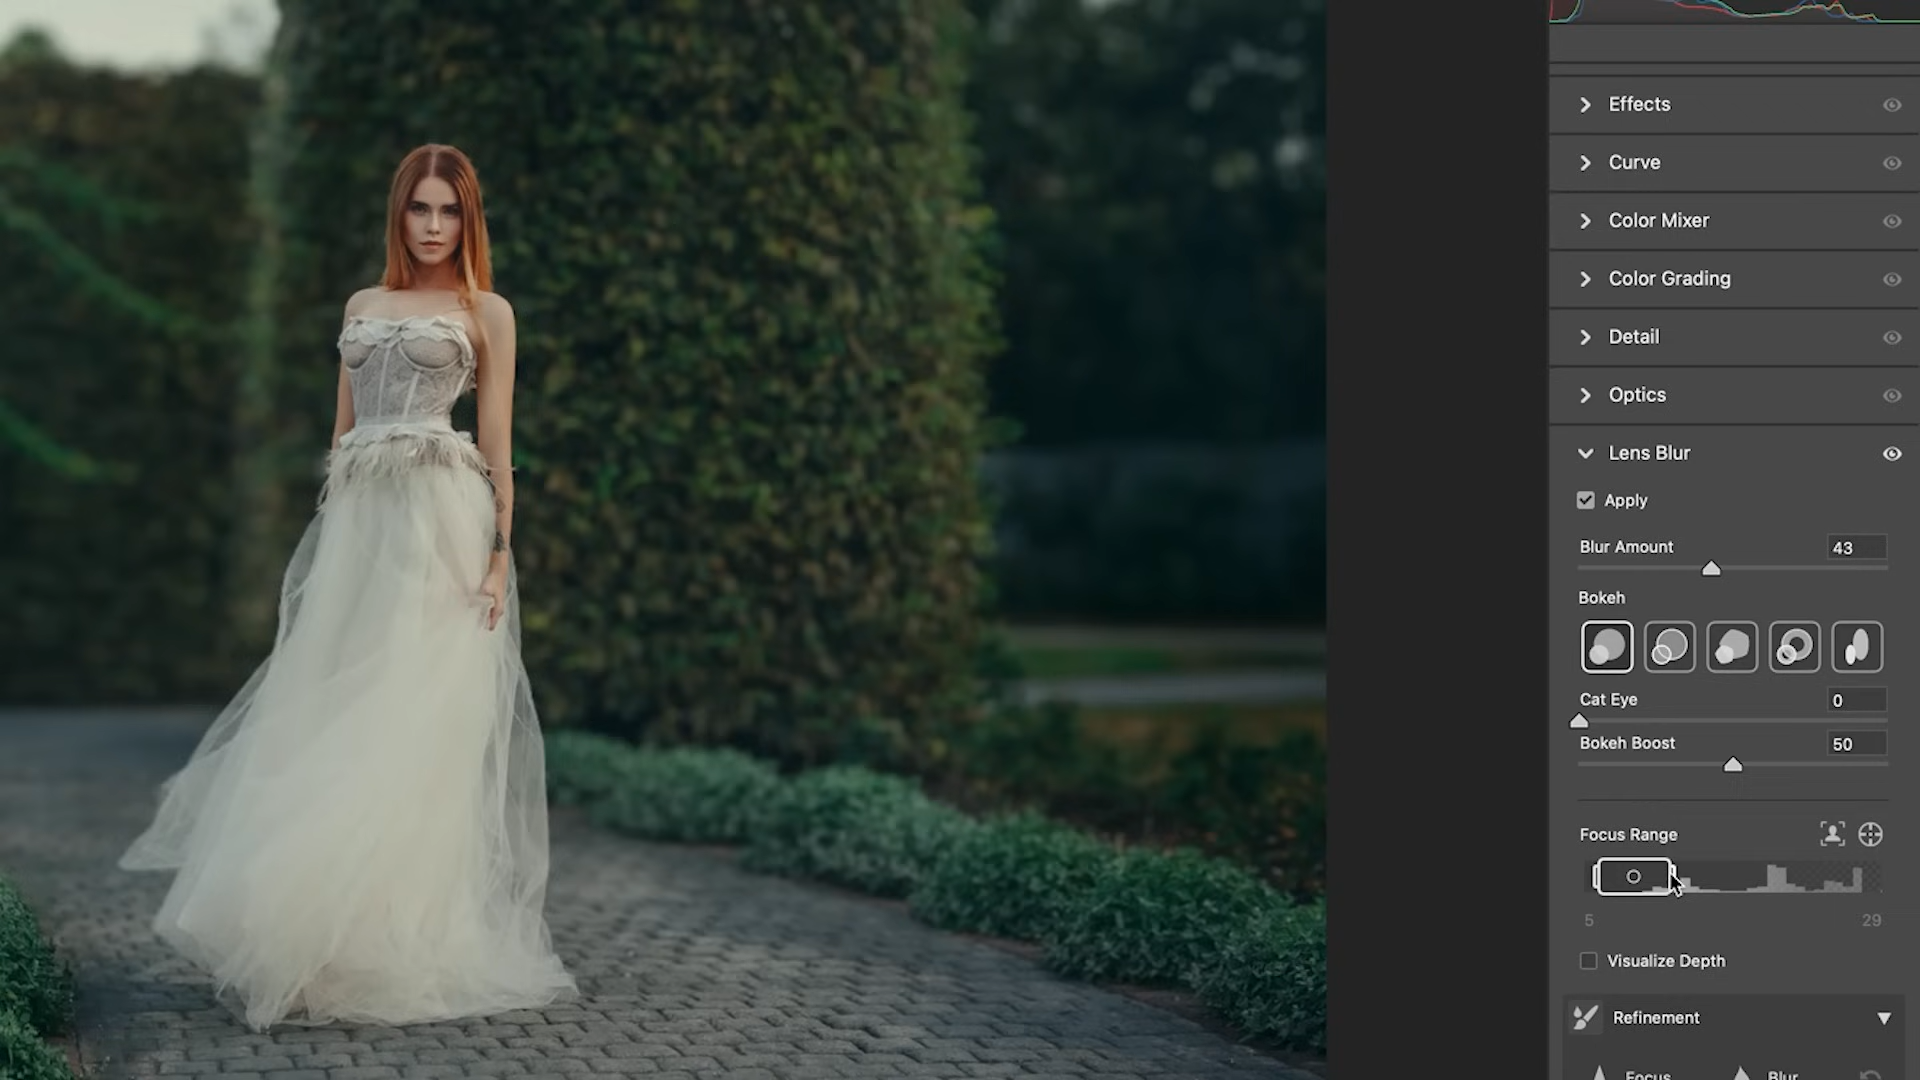 Effects
Curve
Color Mixer
Color Grading
Detail
Optics
Lens Blur
Apply
Blur Amount 43
Bokeh
Cat Eye 0
Bokeh Boost 50
Focus Range
5 29
Visualize Depth
Refinement
Focus Blur